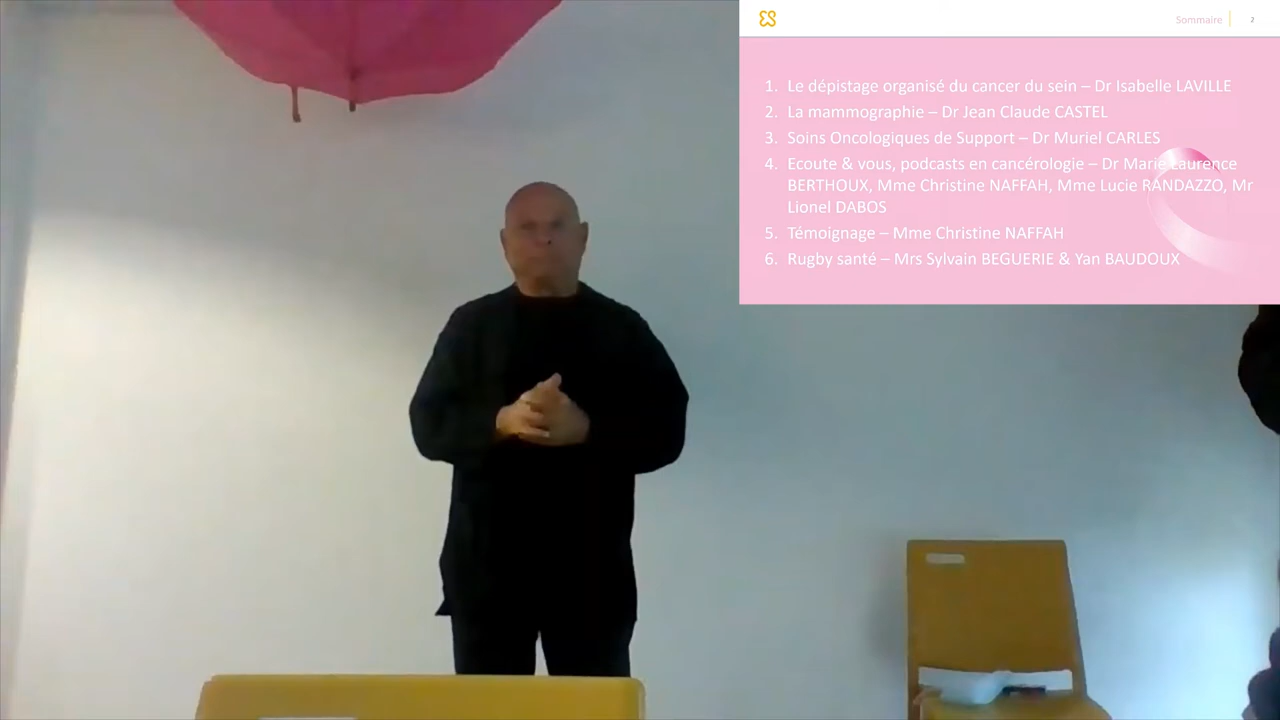 Sommaire 2
1. Le dépistage organisé du cancer du sein – Dr Isabelle LAVILLE
2. La mammographie – Dr Jean Claude CASTEL
3. Soins Oncologiques de Support – Dr Muriel CARLES
4. Ecoute & vous, podcasts en cancérologie – Dr Marie Laurence
BERTHOUX, Mme Christine NAFFAH, Mme Lucie RANDAZZO, Mr
Lionel DABOS
5. Témoignage – Mme Christine NAFFAH
6. Rugby santé – Mrs Sylvain BEGUERIE & Yan BAUDOUX